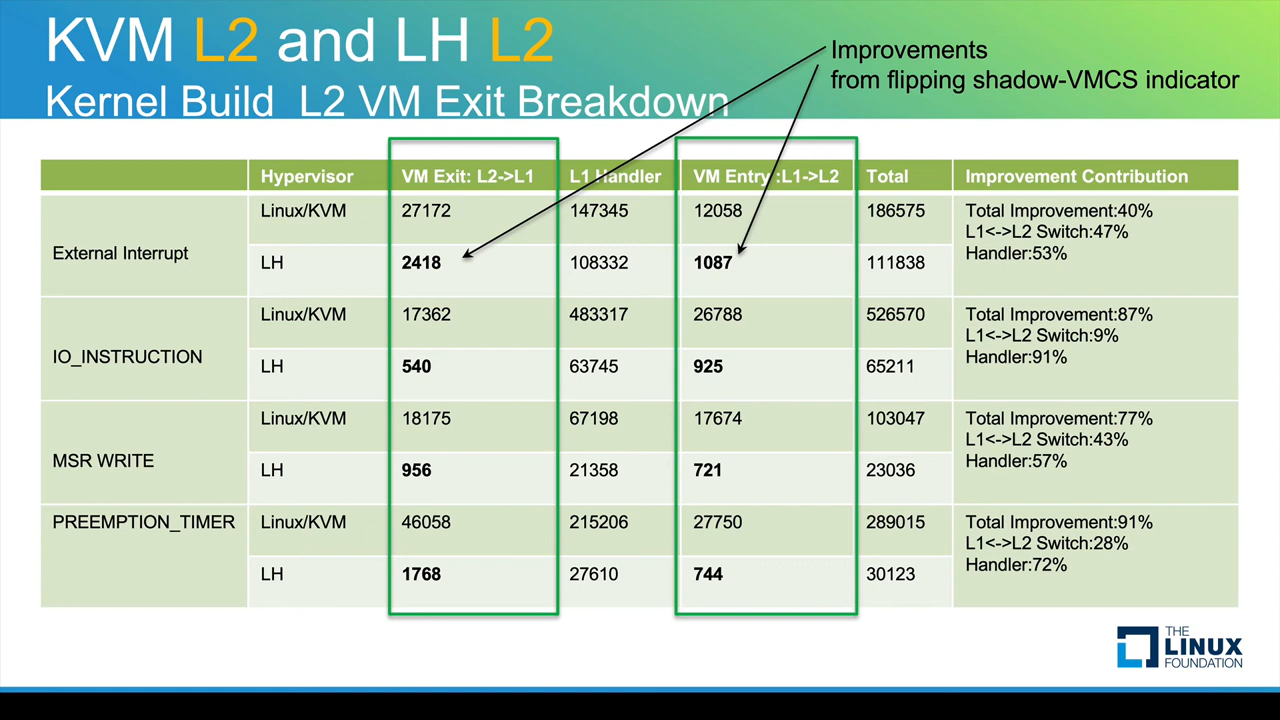 KVM L2 and LH L2
Kernel Build L2 VM Exit Breakdown
Improvements
from flipping shadow-VMCS indicator
Hypervisor VM Exit: L2->L1 L1 Handler VM Entry :L1->L2 Total Improvement Contribution
External Interrupt
Linux/KVM 27172 147345 12058 186575
LH 2418 108332 1087 111838
Total Improvement:40%
L1<->L2 Switch:47%
Handler:53%
IO_INSTRUCTION
Linux/KVM 17362 483317 26788 526570
LH 540 63745 925 65211
Total Improvement:87%
L1<->L2 Switch:9%
Handler:91%
MSR WRITE
Linux/KVM 18175 67198 17674 103047
LH 956 21358 721 23036
Total Improvement:77%
L1<->L2 Switch:43%
Handler:57%
PREEMPTION_TIMER
Linux/KVM 46058 215206 27750 289015
LH 1768 27610 744 30123
Total Improvement:91%
L1<->L2 Switch:28%
Handler:72%
THE
LINUX
FOUNDATION